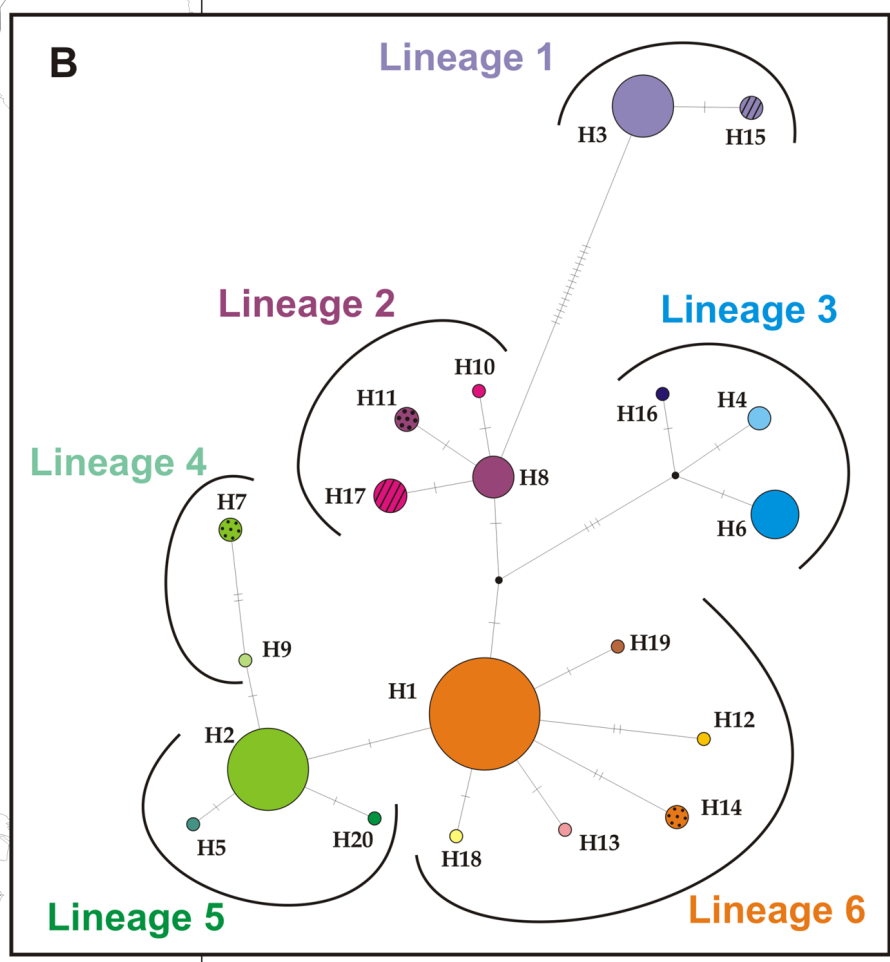 B
Lineage 1
H3
H15
Lineage 2
Lineage 3
H10
H11
H16
H4
H8
H17
Lineage 4
H7
H6
H9
H19
H1
H12
H2
H14
H20
H13
H5
H18
Lineage 5
Lineage 6